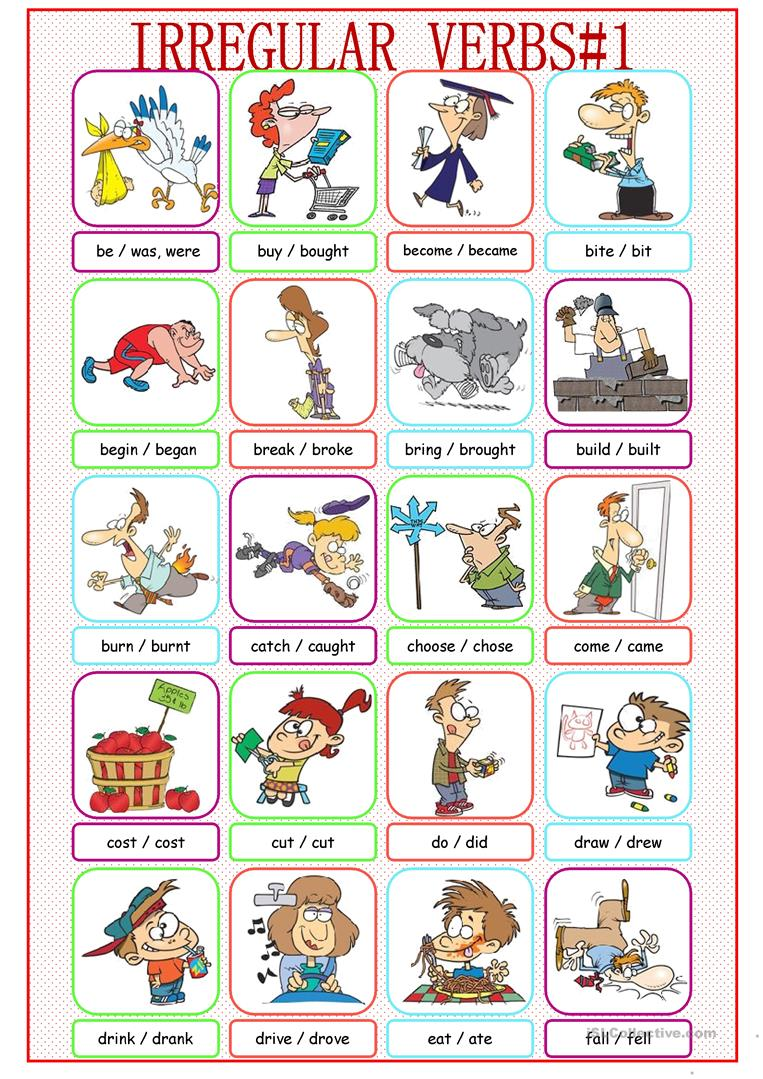 IRREGULAR VERBS#1
be / was, were
buy / bought
become / became
bite / bit
begin / began
break / broke
bring / brought
build / built
THIS
WAY
burn / burnt
catch / caught
choose / chose
come / came
Apples
cost / cost
cut / cut
do / did
draw / drew
drink / drank
drive / drove
eat / ate
fall / fell
iSLCollective.com